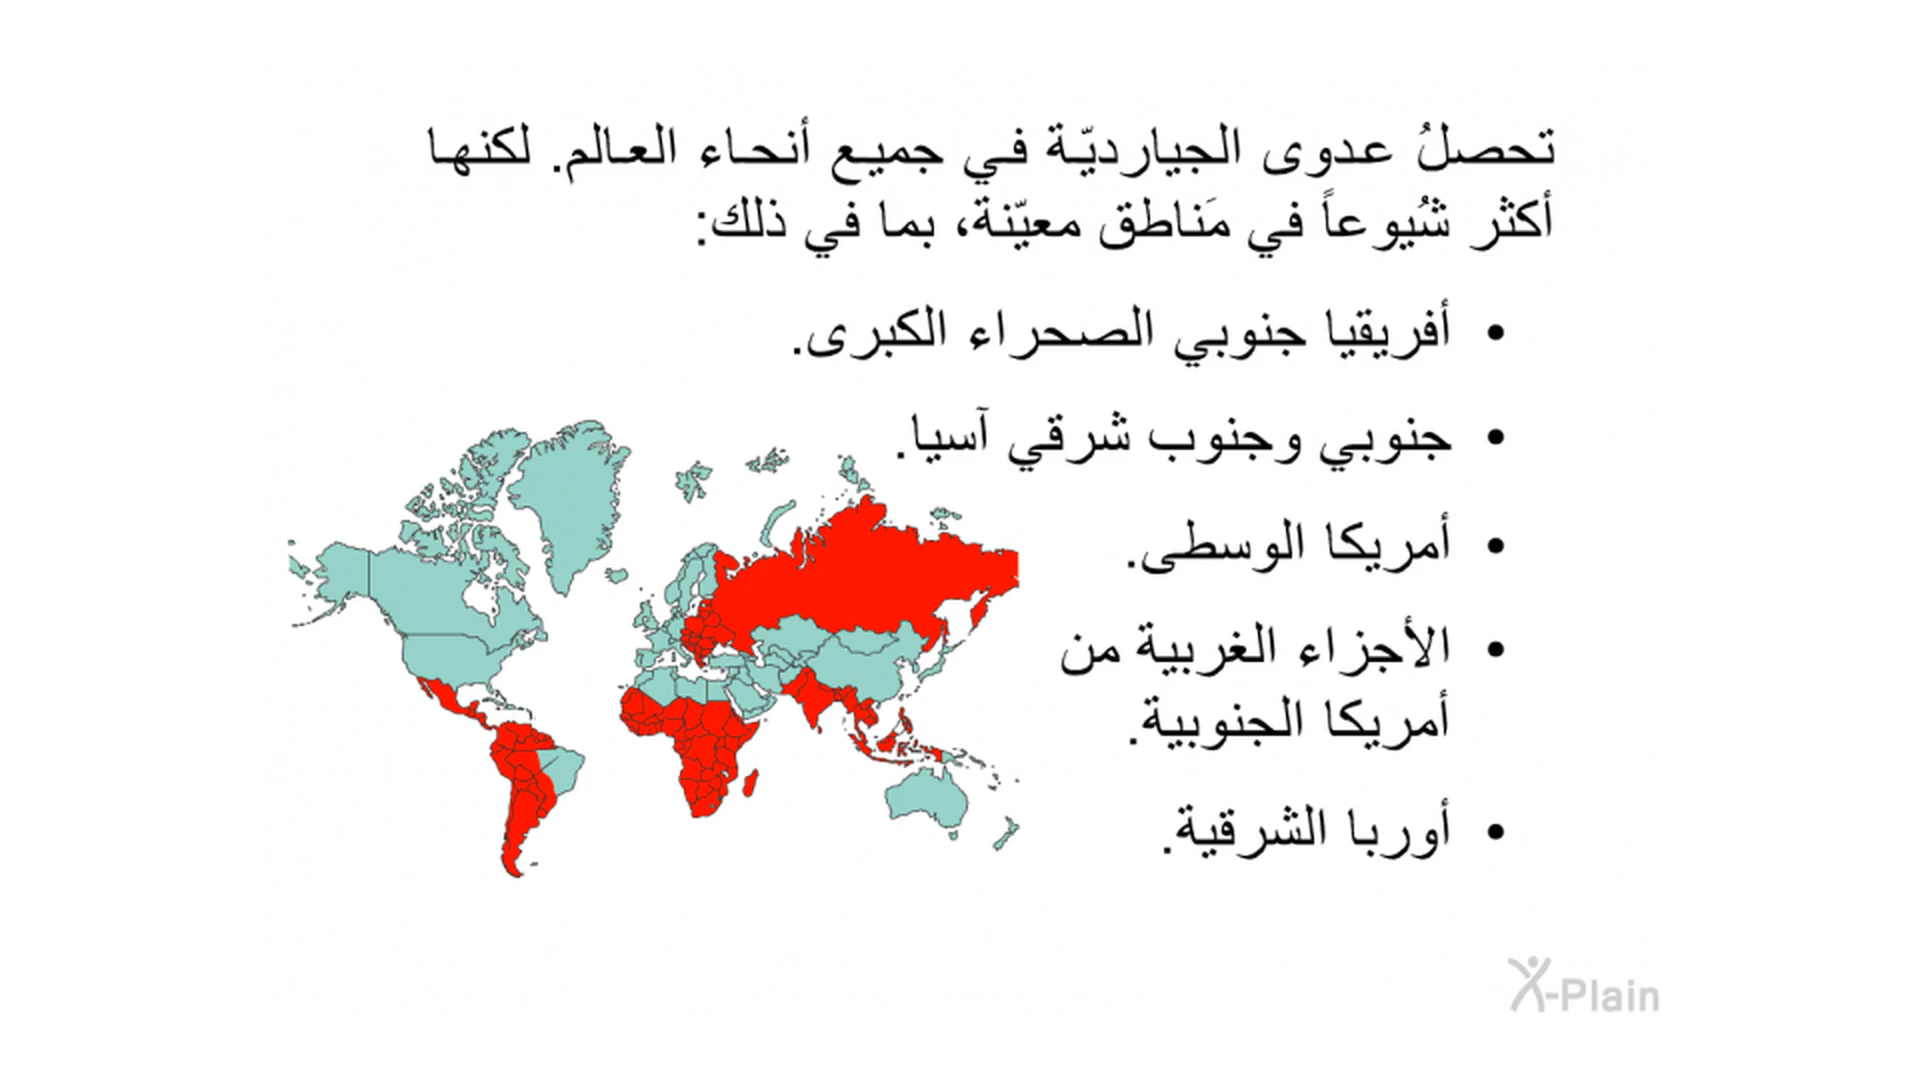 تحصلُ عدوى الجيارديّة في جميع أنحاء العالم. لكنها
أكثر شُيوعاً في مَناطق معيّنة، بما في ذلك:
• أفريقيا جنوبي الصحراء الكبرى.
• جنوبي وجنوب شرقي آسيا.
• أمريكا الوسطى.
• الأجزاء الغربية من
أمريكا الجنوبية.
• أوربا الشرقية.
X-Plain